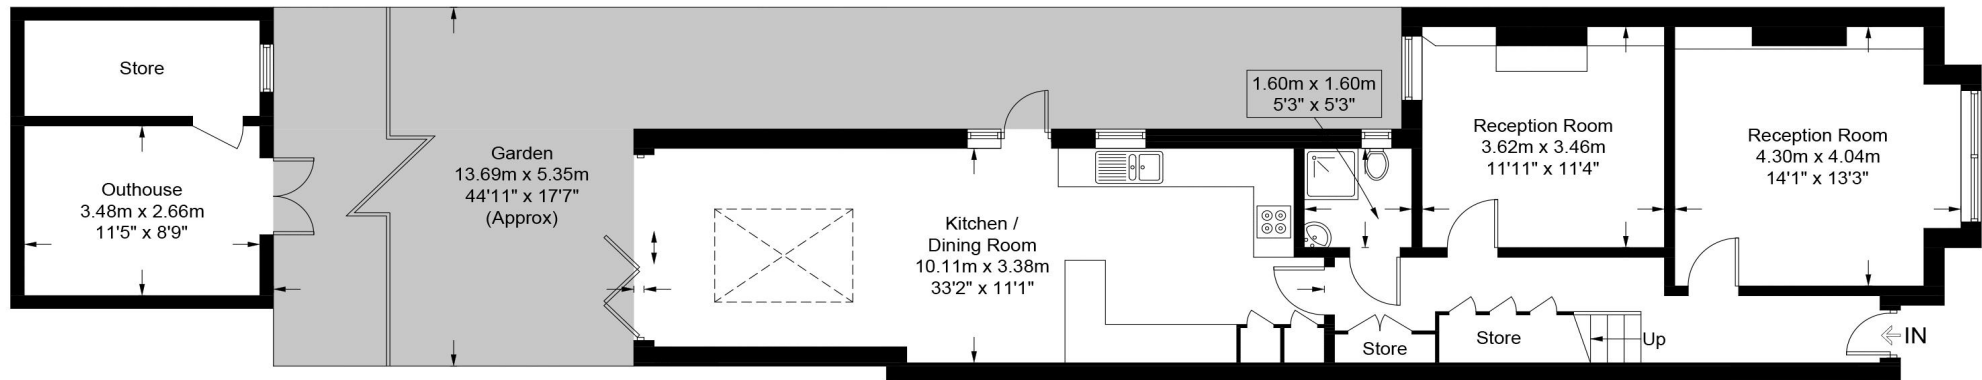 Store
Outhouse
3.48m x 2.66m
11'5" x 8'9"
Garden
13.69m x 5.35m
44'11" x 17'7"
(Approx)
Kitchen /
Dining Room
10.11m x 3.38m
33'2" x 11'1"
1.60m x 1.60m
5'3" x 5'3"
Reception Room
3.62m x 3.46m
11'11" x 11'4"
Reception Room
4.30m x 4.04m
14'1" x 13'3"
Store
Store
Up
IN